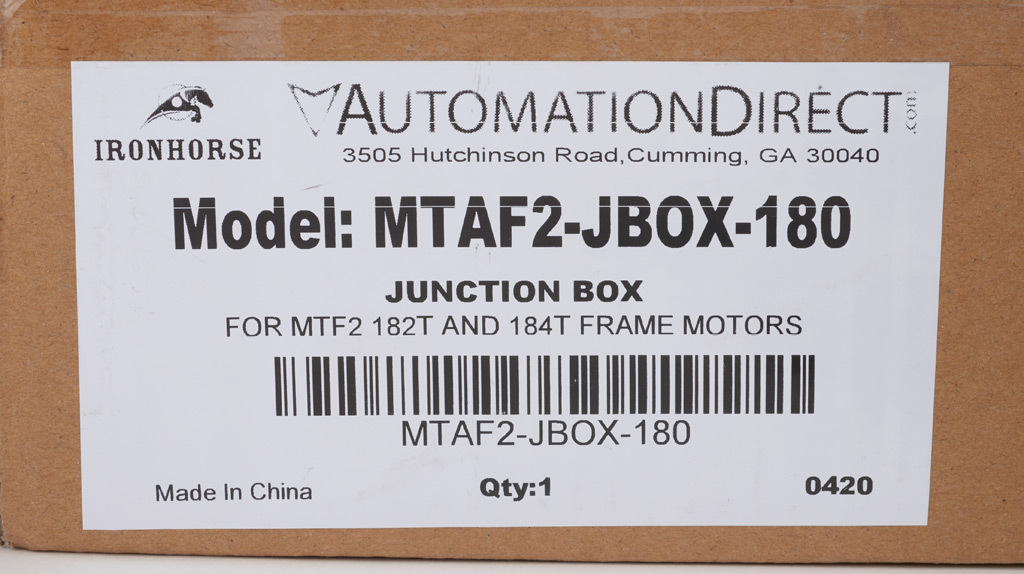 IRONHORSE
AUTOMATIONDIRECT.COM
3505 Hutchinson Road,Cumming, GA 30040
Model: MTAF2-JBOX-180
JUNCTION BOX
FOR MTF2 182T AND 184T FRAME MOTORS
MTAF2-JBOX-180
Made In China
Qty:1
0420